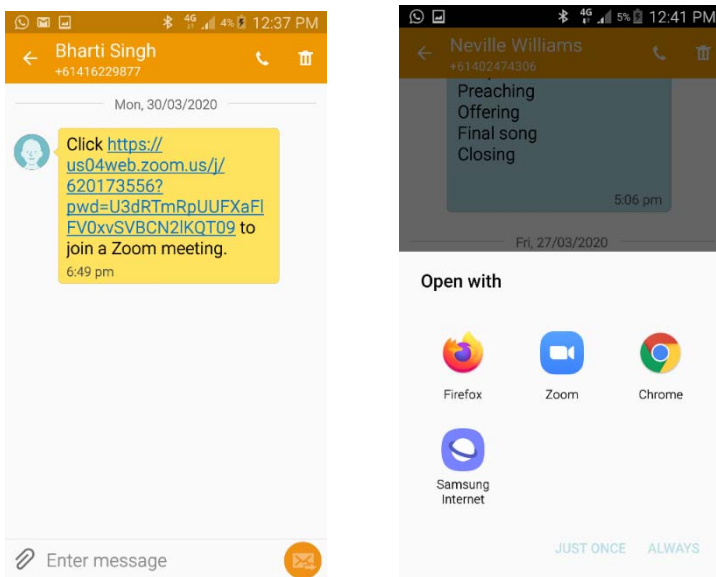 4G 4% 12:37 PM
Bharti Singh
+61416229877
Mon, 30/03/2020
Click https://
us04web.zoom.us/j/
620173556?
pwd=U3dRTmRpUUFXaFl
FV0xvSVBCN2lKQT09 to
join a Zoom meeting.
6:49 pm
Enter message
4G 5% 12:41 PM
Neville Williams
+61402474306
Preaching
Offering
Final song
Closing
5:06 pm
Fri, 27/03/2020
Open with
Firefox
Zoom
Chrome
Samsung
Internet
JUST ONCE ALWAYS